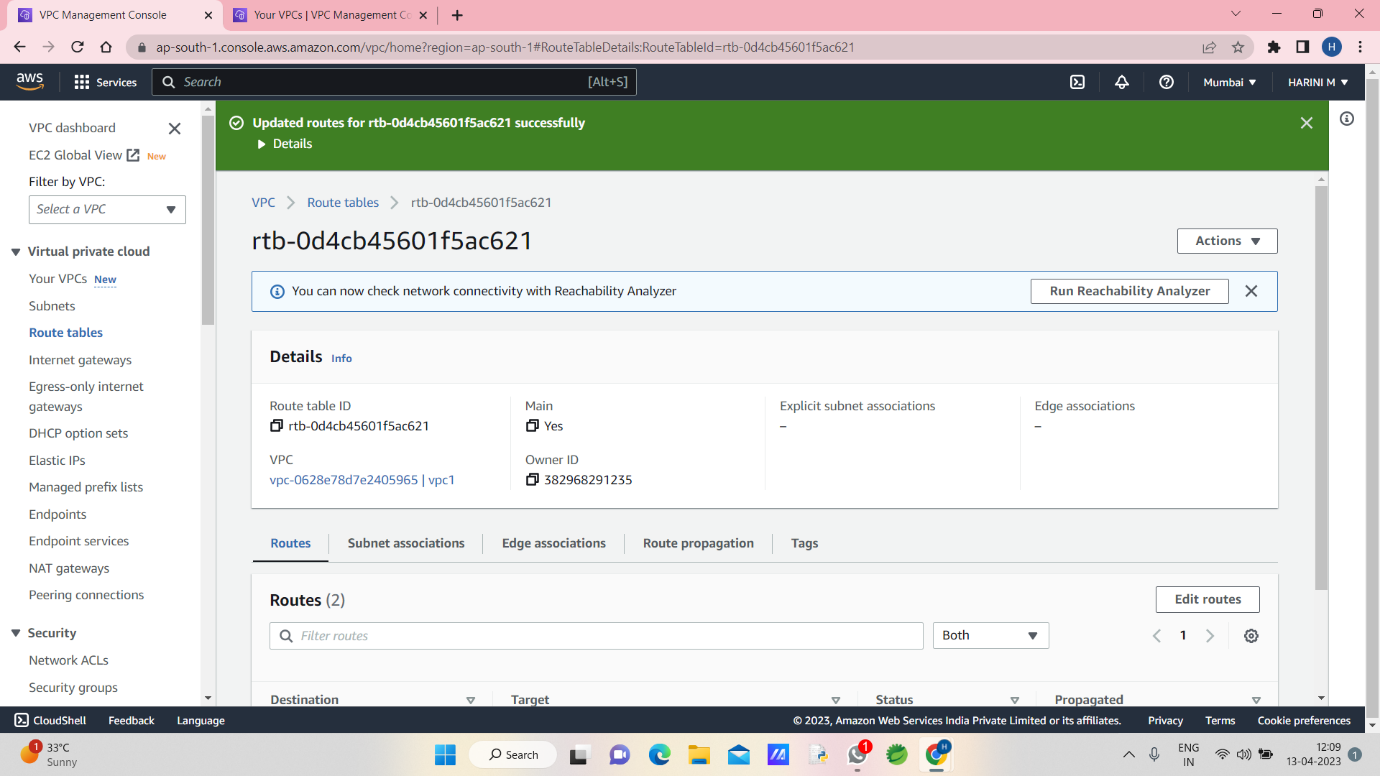 VPC Management Console
Your VPCs | VPC Management Co
ap-south-1.console.aws.amazon.com/vpc/home?region=ap-south-1#RouteTableDetails:RouteTableId=rtb-0d4cb45601f5ac621
H
aws
Services
Search
[Alt+S]
Mumbai
HARINI M
VPC dashboard
EC2 Global View New
Filter by VPC:
Select a VPC
Virtual private cloud
Your VPCs New
Subnets
Route tables
Internet gateways
Egress-only internet
gateways
DHCP option sets
Elastic IPs
Managed prefix lists
Endpoints
Endpoint services
NAT gateways
Peering connections
Security
Network ACLs
Security groups
Updated routes for rtb-0d4cb45601f5ac621 successfully
Details
VPC
Route tables
rtb-0d4cb45601f5ac621
rtb-0d4cb45601f5ac621
Actions
You can now check network connectivity with Reachability Analyzer
Run Reachability Analyzer
Details Info
Route table ID
rtb-0d4cb45601f5ac621
Main
Yes
Explicit subnet associations
–
Edge associations
–
VPC
vpc-0628e78d7e2405965 | vpc1
Owner ID
382968291235
Routes
Subnet associations
Edge associations
Route propagation
Tags
Routes (2)
Edit routes
Filter routes
Both
1
Destination
Target
Status
Propagated
CloudShell
Feedback
Language
© 2023, Amazon Web Services India Private Limited or its affiliates.
Privacy
Terms
Cookie preferences
1
33°C
Sunny
Search
1
H
ENG
IN
12:09
13-04-2023
1